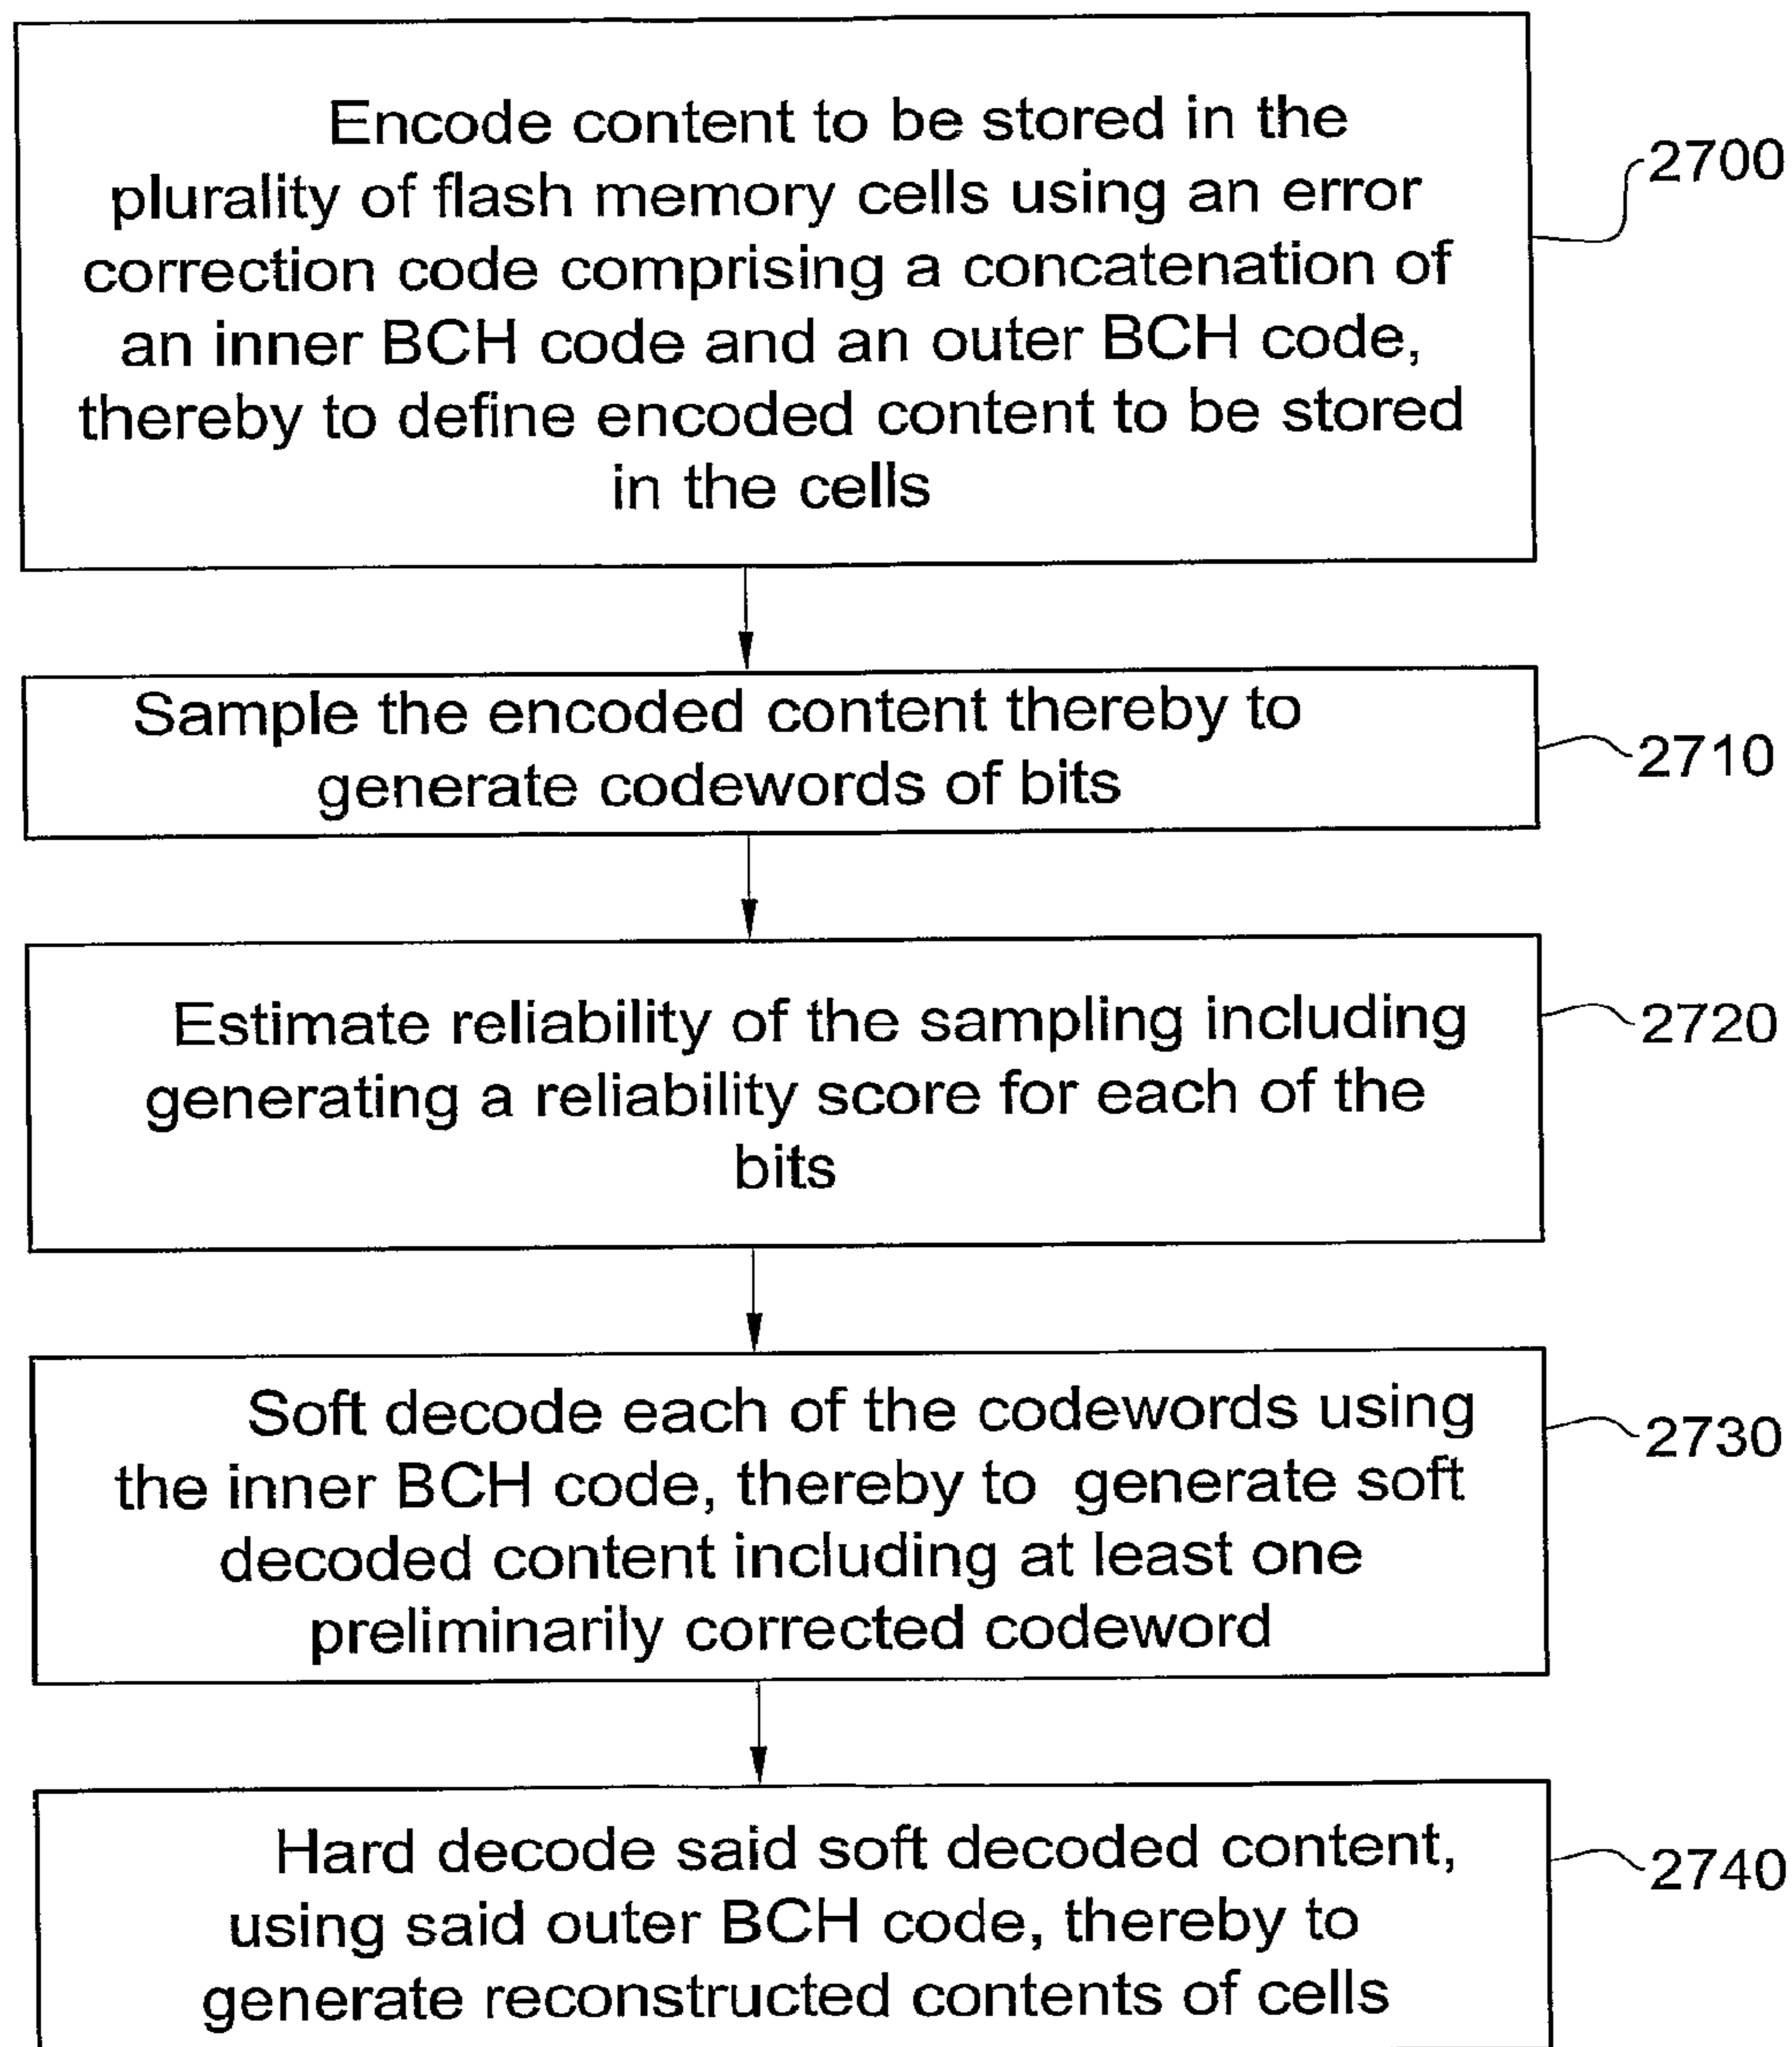 Encode content to be stored in the
plurality of flash memory cells using an error
correction code comprising a concatenation of
an inner BCH code and an outer BCH code,
thereby to define encoded content to be stored
in the cells
2700
Sample the encoded content thereby to
generate codewords of bits
2710
Estimate reliability of the sampling including
generating a reliability score for each of the
bits
2720
Soft decode each of the codewords using
the inner BCH code, thereby to generate soft
decoded content including at least one
preliminarily corrected codeword
2730
Hard decode said soft decoded content,
using said outer BCH code, thereby to
generate reconstructed contents of cells
2740